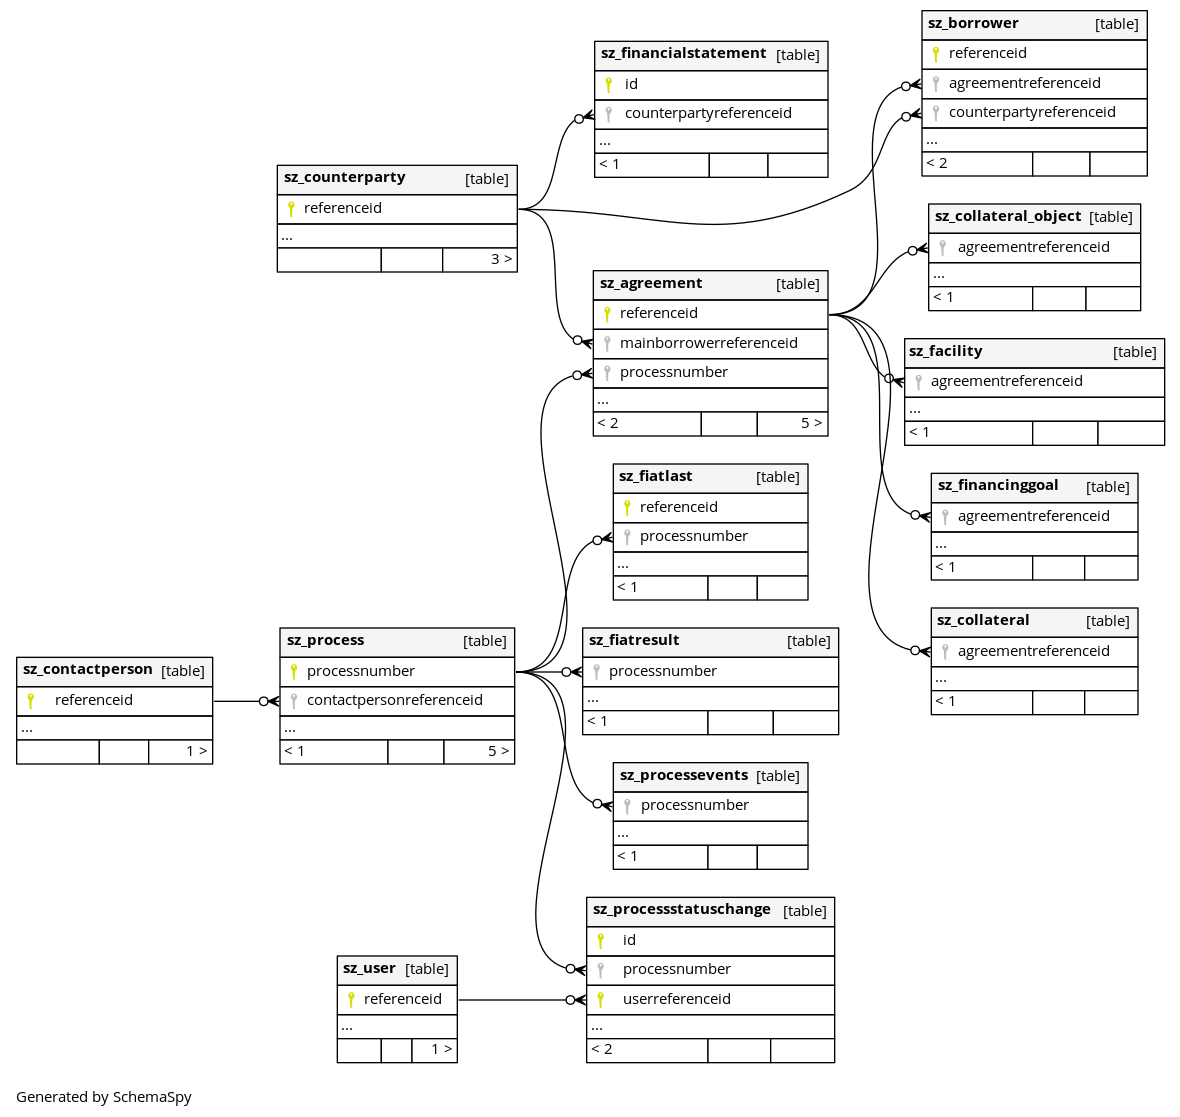 sz_borrower [table]
referenceid
agreementreferenceid
counterpartyreferenceid
...
< 2
sz_financialstatement [table]
id
counterpartyreferenceid
...
< 1
sz_counterparty [table]
referenceid
...
3 >
sz_collateral_object [table]
agreementreferenceid
...
< 1
sz_agreement [table]
referenceid
mainborrowerreferenceid
processnumber
...
< 2 5 >
sz_facility [table]
agreementreferenceid
...
< 1
sz_fiatlast [table]
referenceid
processnumber
...
< 1
sz_financinggoal [table]
agreementreferenceid
...
< 1
sz_collateral [table]
agreementreferenceid
...
< 1
sz_process [table]
processnumber
contactpersonreferenceid
...
< 1 5 >
sz_fiatresult [table]
processnumber
...
< 1
sz_contactperson [table]
referenceid
...
1 >
sz_processevents [table]
processnumber
...
< 1
sz_processstatuschange [table]
id
processnumber
userreferenceid
...
< 2
sz_user [table]
referenceid
...
1 >
Generated by SchemaSpy